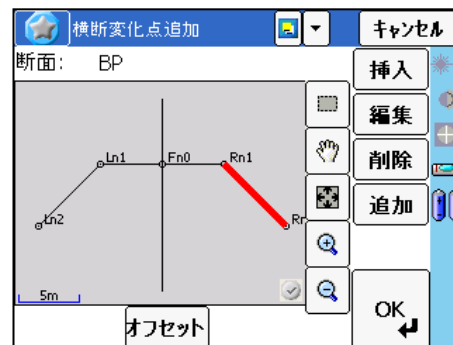 横断変化点追加
キャンセル
断面: BP
挿入
編集
削除
追加
Ln1 Fn0 Rn1
Ln2
5m
オフセット
OK